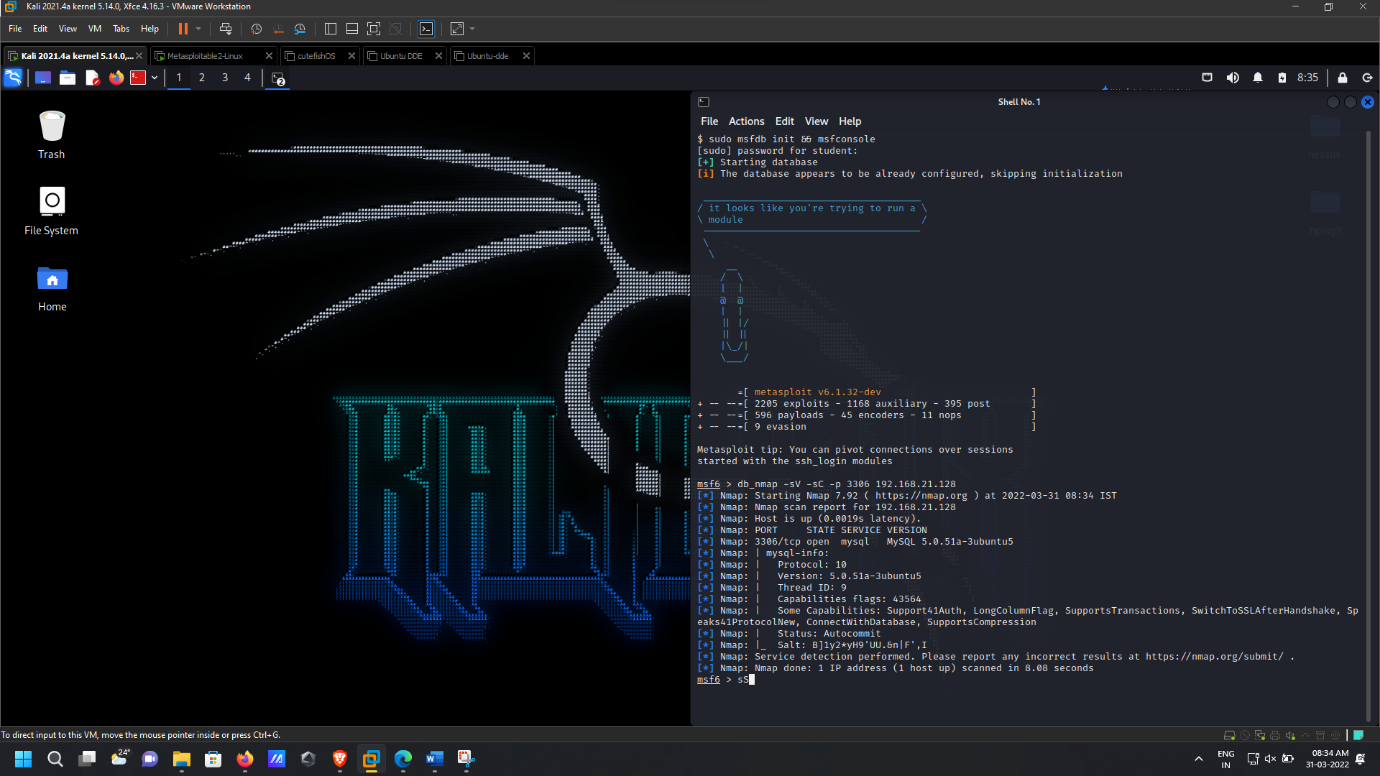 Kali 2021.4a kernel 5.14.0, Xfce 4.16.3 - VMware Workstation
File Edit View VM Tabs Help
Kali 2021.4a kernel 5.14.0,... Metasploitable2-Linux cutefishOS Ubuntu DDE Ubuntu-dde
1 2 3 4 2 8:35
Shell No. 1
File Actions Edit View Help
Trash
File System
Home
$ sudo msfdb init && msfconsole
[sudo] password for student:
[+] Starting database
[i] The database appears to be already configured, skipping initialization
/ it looks like you're trying to run a \
\ module /
=[ metasploit v6.1.32-dev ]
+ -- --=[ 2205 exploits - 1168 auxiliary - 395 post ]
+ -- --=[ 596 payloads - 45 encoders - 11 nops ]
+ -- --=[ 9 evasion ]
Metasploit tip: You can pivot connections over sessions
started with the ssh_login modules
msf6 > db_nmap -sV -sC -p 3306 192.168.21.128
[*] Nmap: Starting Nmap 7.92 ( https://nmap.org ) at 2022-03-31 08:34 IST
[*] Nmap: Nmap scan report for 192.168.21.128
[*] Nmap: Host is up (0.0019s latency).
[*] Nmap: PORT STATE SERVICE VERSION
[*] Nmap: 3306/tcp open mysql MySQL 5.0.51a-3ubuntu5
[*] Nmap: | mysql-info:
[*] Nmap: | Protocol: 10
[*] Nmap: | Version: 5.0.51a-3ubuntu5
[*] Nmap: | Thread ID: 9
[*] Nmap: | Capabilities flags: 43564
[*] Nmap: | Some Capabilities: Support41Auth, LongColumnFlag, SupportsTransactions, SwitchToSSLAfterHandshake, Sp
eaks41ProtocolNew, ConnectWithDatabase, SupportsCompression
[*] Nmap: | Status: Autocommit
[*] Nmap: |_ Salt: B]1y2*yH9'UU.&n|F',I
[*] Nmap: Service detection performed. Please report any incorrect results at https://nmap.org/submit/ .
[*] Nmap: Nmap done: 1 IP address (1 host up) scanned in 8.08 seconds
msf6 > sS
KALI
To direct input to this VM, move the mouse pointer inside or press Ctrl+G.
24°
ENG
IN
08:34 AM
31-03-2022